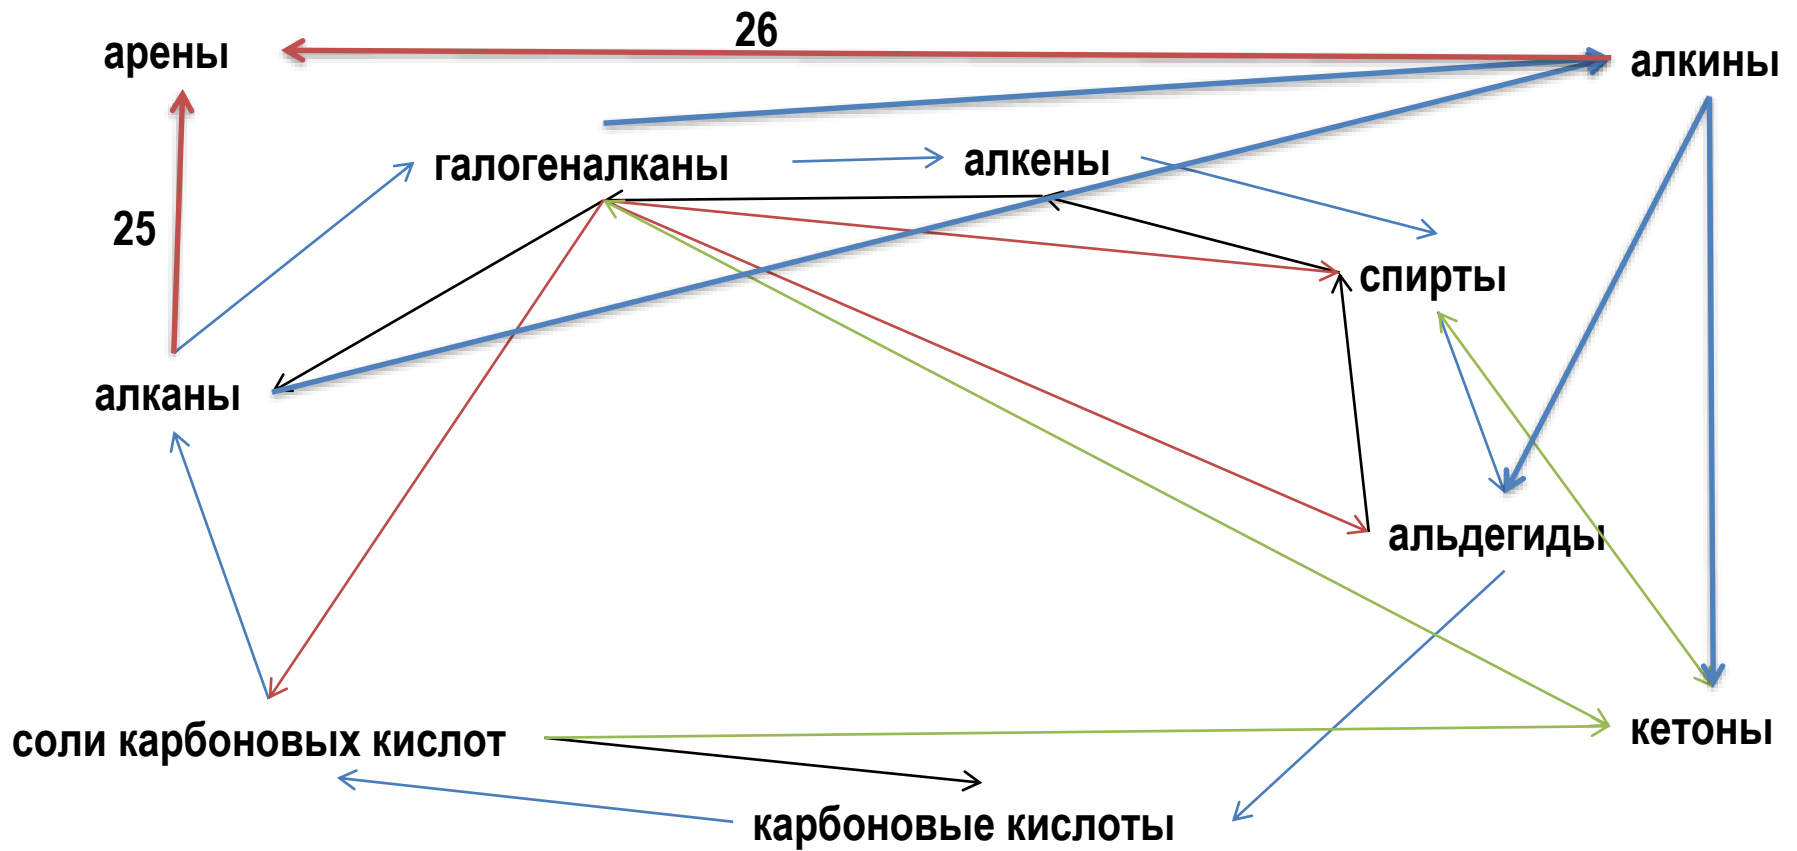 26
арены
алкины
галогеналканы
алкены
25
спирты
алканы
альдегиды
соли карбоновых кислот
кетоны
карбоновые кислоты